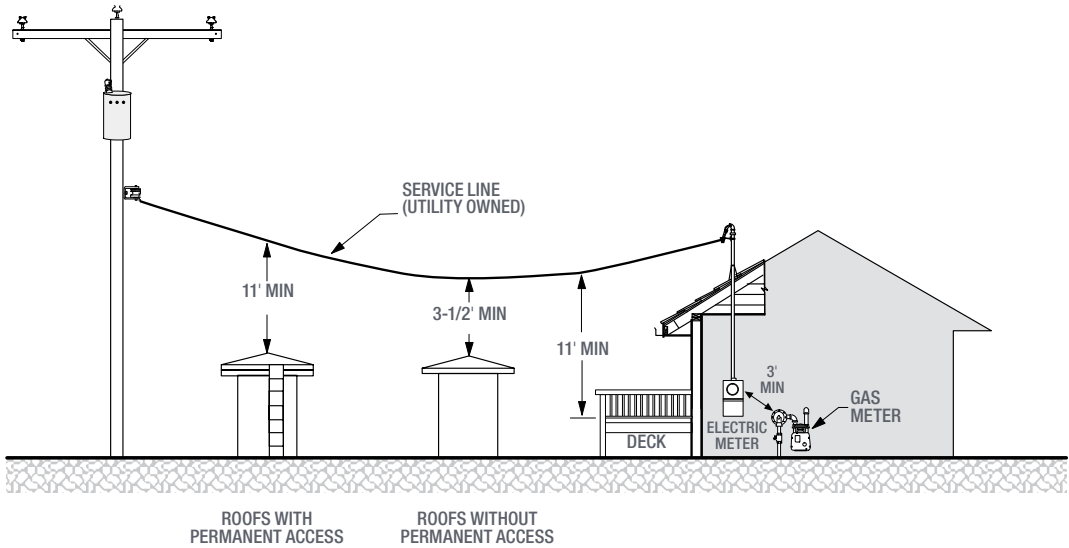 SERVICE LINE
(UTILITY OWNED)
11' MIN
3-1/2' MIN
11' MIN
3'
MIN
GAS
METER
ELECTRIC
METER
DECK
ROOFS WITH
PERMANENT ACCESS
ROOFS WITHOUT
PERMANENT ACCESS